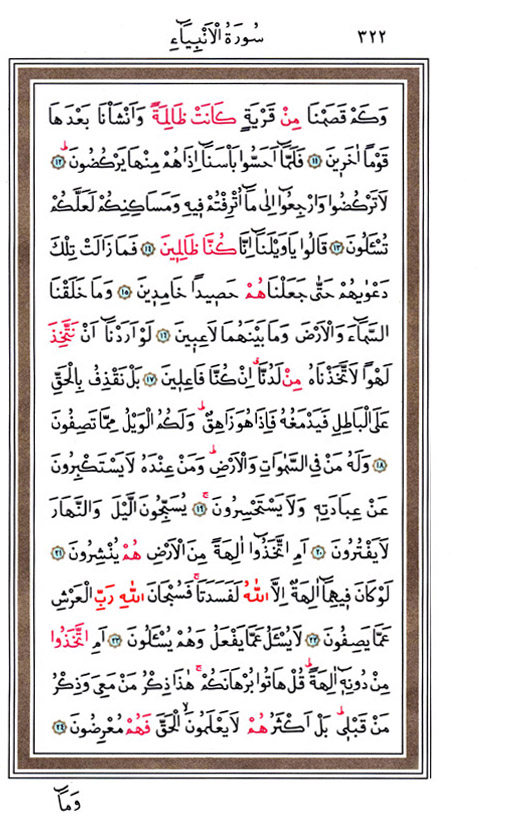 ٣٢٢
سُورَةُ الْاَنْبِيَاءِ
وَكَمْ قَصَمْنَا مِنْ قَرْيَةٍ كَانَتْ ظَالِمَةً وَاَنْشَأْنَا بَعْدَهَا
قَوْمًا اٰخَرِينَ ﴿١١﴾ فَلَمَّٓا اَحَسُّوا بَأْسَنَٓا اِذَا هُمْ مِنْهَا يَرْكُضُونَۜ ﴿١٢﴾
لَا تَرْكُضُوا وَارْجِعُٓوا اِلٰى مَٓا اُتْرِفْتُمْ فِيهِ وَمَسَاكِنِكُمْ لَعَلَّكُمْ
تُسْـَٔلُونَ ﴿١٣﴾ قَالُوا يَا وَيْلَنَٓا اِنَّا كُنَّا ظَالِمِينَ ﴿١٤﴾ فَمَا زَالَتْ تِلْكَ
دَعْوٰيهُمْ حَتّٰى جَعَلْنَاهُمْ حَصِيدًا خَامِدِينَ ﴿١٥﴾ وَمَا خَلَقْنَا
السَّمَٓاءَ وَالْاَرْضَ وَمَا بَيْنَهُمَا لَاعِبِينَ ﴿١٦﴾ لَوْ اَرَدْنَٓا اَنْ نَتَّخِذَ
لَهْوًا لَاتَّخَذْنَاهُ مِنْ لَدُنَّاۗ اِنْ كُنَّا فَاعِلِينَ ﴿١٧﴾ بَلْ نَقْذِفُ بِالْحَقِّ
عَلَى الْبَاطِلِ فَيَدْمَغُهُ فَاِذَا هُوَ زَاهِقٌۜ وَلَكُمُ الْوَيْلُ مِمَّا تَصِفُونَ
﴿١٨﴾ وَلَهُ مَنْ فِي السَّمٰوَاتِ وَالْاَرْضِۜ وَمَنْ عِنْدَهُ لَا يَسْتَكْبِرُونَ
عَنْ عِبَادَتِهِ وَلَا يَسْتَحْسِرُونَۚ ﴿١٩﴾ يُسَبِّحُونَ الَّيْلَ وَالنَّهَارَ
لَا يَفْتُرُونَ ﴿٢٠﴾ اَمِ اتَّخَذُٓوا اٰلِهَةً مِنَ الْاَرْضِ هُمْ يُنْشِرُونَ ﴿٢١﴾
لَوْ كَانَ فِيهِمَٓا اٰلِهَةٌ اِلَّا اللّٰهُ لَفَسَدَتَاۚ فَسُبْحَانَ اللّٰهِ رَبِّ الْعَرْشِ
عَمَّا يَصِفُونَ ﴿٢٢﴾ لَا يُسْـَٔلُ عَمَّا يَفْعَلُ وَهُمْ يُسْـَٔلُونَ ﴿٢٣﴾ اَمِ اتَّخَذُوا
مِنْ دُونِهِٓ اٰلِهَةًۜ قُلْ هَاتُوا بُرْهَانَكُمْۚ هٰذَا ذِكْرُ مَنْ مَعِيَ وَذِكْرُ
مَنْ قَبْلِيۜ بَلْ اَكْثَرُهُمْ لَا يَعْلَمُونَۙ الْحَقَّ فَهُمْ مُعْرِضُونَ ﴿٢٤﴾
وَمَٓا